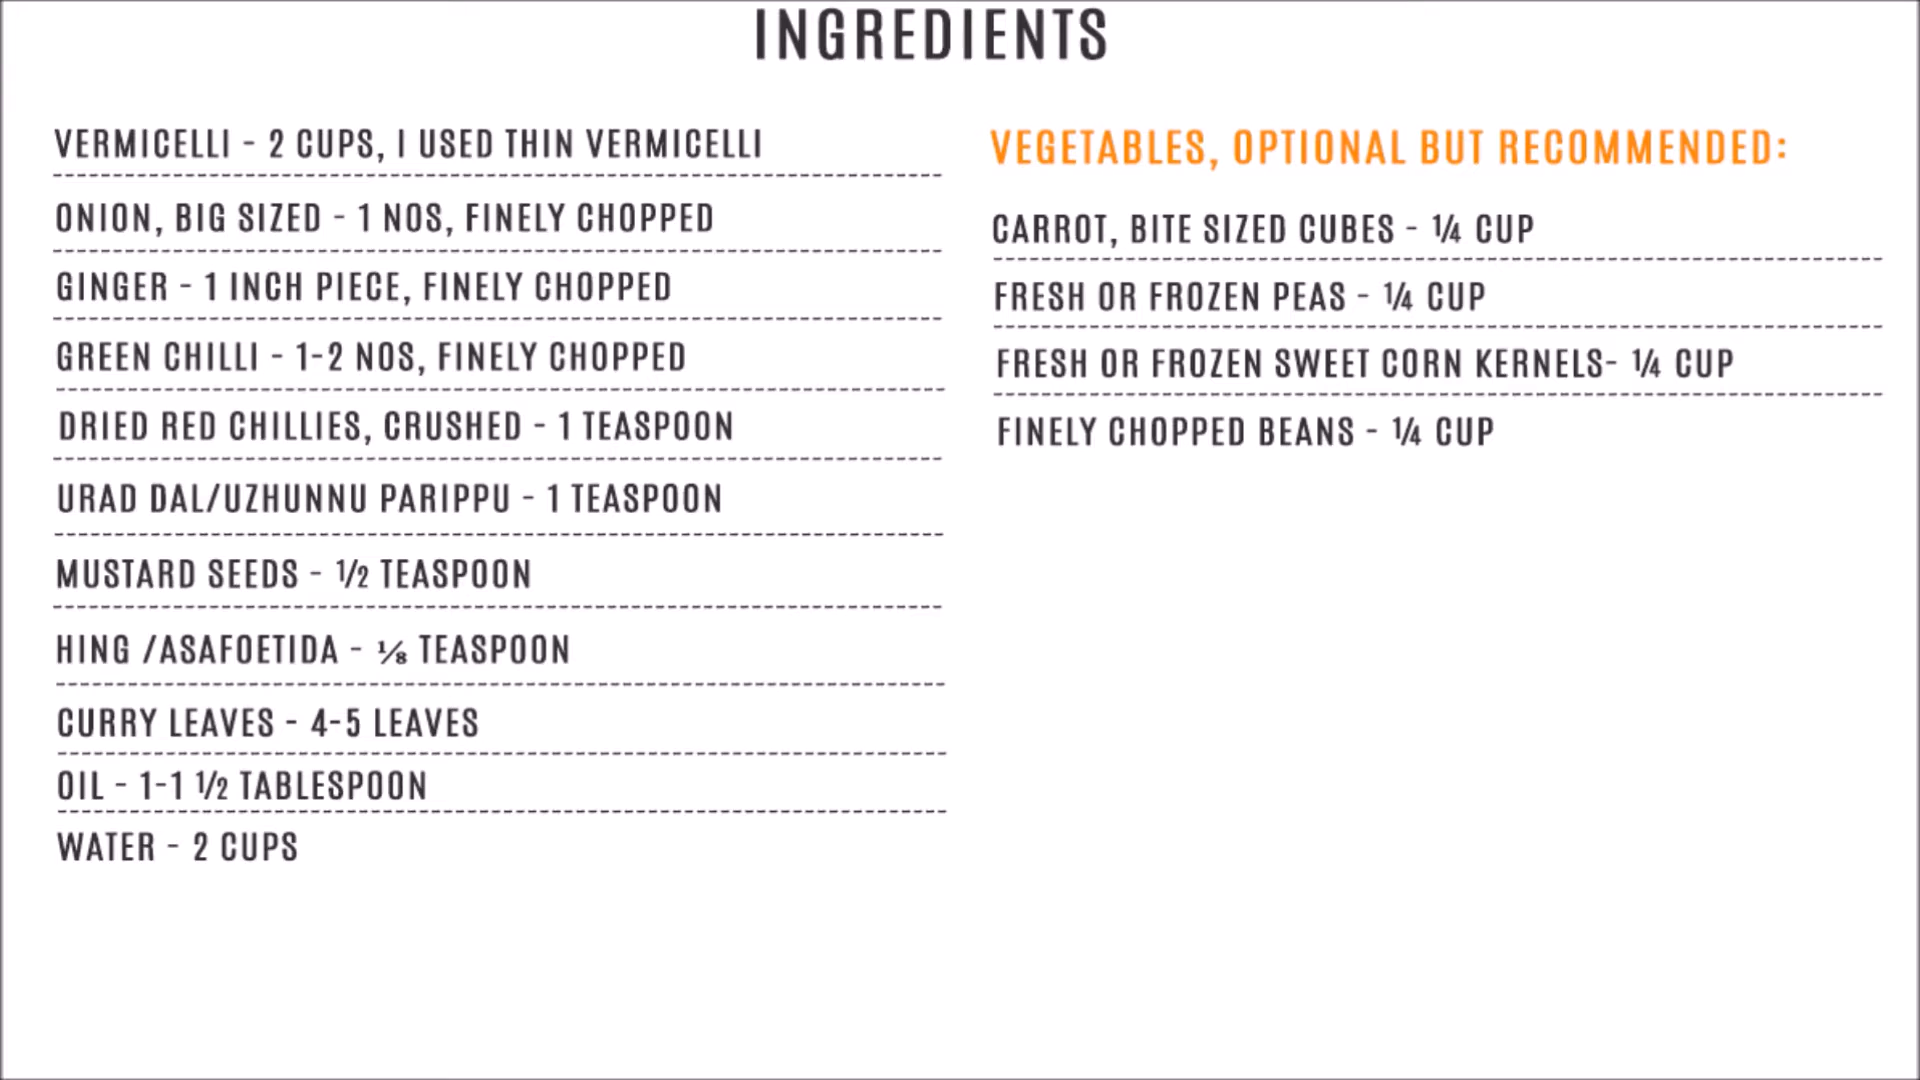 INGREDIENTS
VERMICELLI - 2 CUPS, I USED THIN VERMICELLI
ONION, BIG SIZED - 1 NOS, FINELY CHOPPED
GINGER - 1 INCH PIECE, FINELY CHOPPED
GREEN CHILLI - 1-2 NOS, FINELY CHOPPED
DRIED RED CHILLIES, CRUSHED - 1 TEASPOON
URAD DAL/UZHUNNU PARIPPU - 1 TEASPOON
MUSTARD SEEDS - ½ TEASPOON
HING /ASAFOETIDA - ⅛ TEASPOON
CURRY LEAVES - 4-5 LEAVES
OIL - 1-1 ½ TABLESPOON
WATER - 2 CUPS
VEGETABLES, OPTIONAL BUT RECOMMENDED:
CARROT, BITE SIZED CUBES - ¼ CUP
FRESH OR FROZEN PEAS - ¼ CUP
FRESH OR FROZEN SWEET CORN KERNELS- ¼ CUP
FINELY CHOPPED BEANS - ¼ CUP